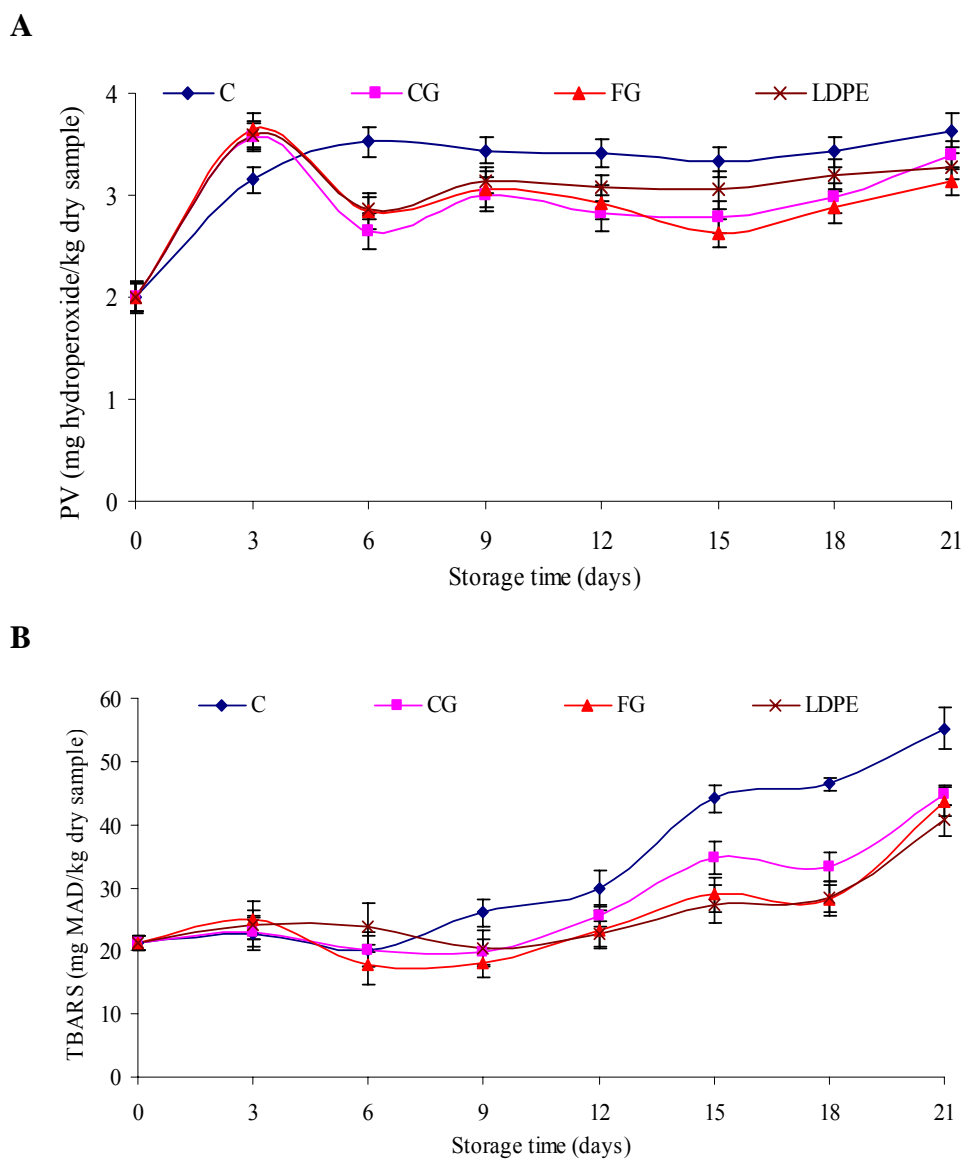 A
C CG FG LDPE
4
3
2
1
0
PV (mg hydroperoxide/kg dry sample)
0 3 6 9 12 15 18 21
Storage time (days)
B
C CG FG LDPE
60
50
40
30
20
10
0
TBARS (mg MAD/kg dry sample)
0 3 6 9 12 15 18 21
Storage time (days)